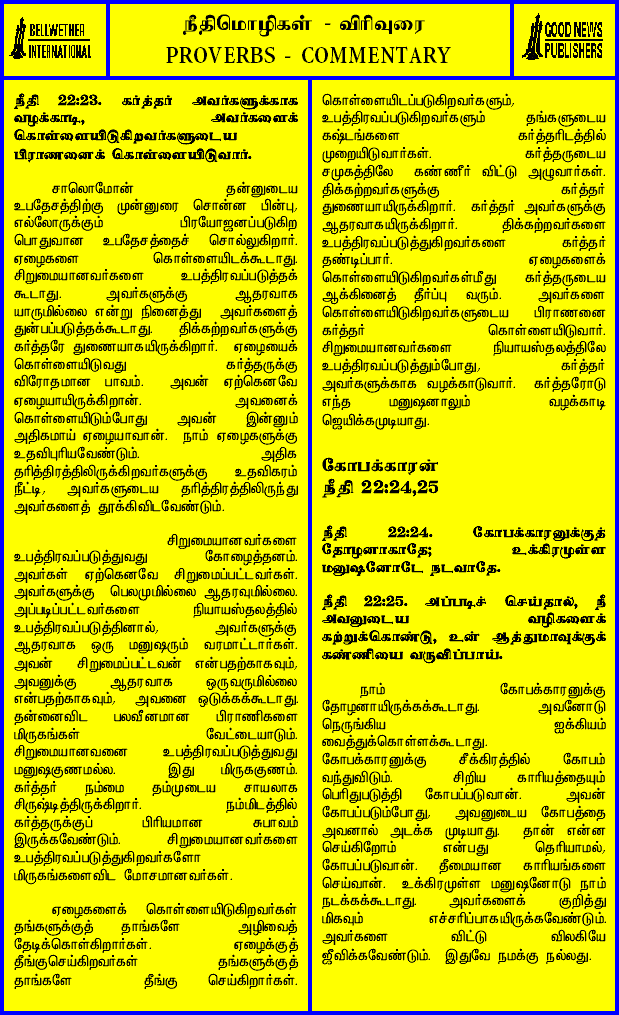 BELLWETHER
INTERNATIONAL
நீதிமொழிகள் - விரிவுரை
PROVERBS - COMMENTARY
GOOD NEWS
PUBLISHERS
நீதி 22:23. கர்த்தர் அவர்களுக்காக
வழக்காடி, அவர்களைக்
கொள்ளையிடுகிறவர்களுடைய
பிராணனைக் கொள்ளையிடுவார்.
சாலொமோன் தன்னுடைய
உபதேசத்திற்கு முன்னுரை சொன்ன பின்பு,
எல்லோருக்கும் பிரயோஜனப்படுகிற
பொதுவான உபதேசத்தைச் சொல்லுகிறார்.
ஏழைகளை கொள்ளையிடக்கூடாது.
சிறுமையானவர்களை உபத்திரவப்படுத்தக்
கூடாது. அவர்களுக்கு ஆதரவாக
யாருமில்லை என்று நினைத்து அவர்களைத்
துன்பப்படுத்தக்கூடாது. திக்கற்றவர்களுக்கு
கர்த்தரே துணையாகயிருக்கிறார். ஏழையைக்
கொள்ளையிடுவது கர்த்தருக்கு
விரோதமான பாவம். அவன் ஏற்கெனவே
ஏழையாயிருக்கிறான். அவனைக்
கொள்ளையிடும்போது அவன் இன்னும்
அதிகமாய் ஏழையாவான். நாம் ஏழைகளுக்கு
உதவிபுரியவேண்டும். அதிக
தரித்திரத்திலிருக்கிறவர்களுக்கு உதவிகரம்
நீட்டி, அவர்களுடைய தரித்திரத்திலிருந்து
அவர்களைத் தூக்கிவிடவேண்டும்.
சிறுமையானவர்களை
உபத்திரவப்படுத்துவது கோழைத்தனம்.
அவர்கள் ஏற்கெனவே சிறுமைப்பட்டவர்கள்.
அவர்களுக்கு பெலமுமில்லை ஆதரவுமில்லை.
அப்படிப்பட்டவர்களை நியாயஸ்தலத்தில்
உபத்திரவப்படுத்தினால், அவர்களுக்கு
ஆதரவாக ஒரு மனுஷரும் வரமாட்டார்கள்.
அவன் சிறுமைப்பட்டவன் என்பதற்காகவும்,
அவனுக்கு ஆதரவாக ஒருவருமில்லை
என்பதற்காகவும், அவனை ஒடுக்கக்கூடாது.
தன்னைவிட பலவீனமான பிராணிகளை
மிருகங்கள் வேட்டையாடும்.
சிறுமையானவனை உபத்திரவப்படுத்துவது
மனுஷகுணமல்ல. இது மிருககுணம்.
கர்த்தர் நம்மை தம்முடைய சாயலாக
சிருஷ்டித்திருக்கிறார். நம்மிடத்தில்
கர்த்தருக்குப் பிரியமான சுபாவம்
இருக்கவேண்டும். சிறுமையானவர்களை
உபத்திரவப்படுத்துகிறவர்களோ
மிருகங்களைவிட மோசமானவர்கள்.
ஏழைகளைக் கொள்ளையிடுகிறவர்கள்
தங்களுக்குத் தாங்களே அழிவைத்
தேடிக்கொள்கிறார்கள். ஏழைக்குத்
தீங்குசெய்கிறவர்கள் தங்களுக்குத்
தாங்களே தீங்கு செய்கிறார்கள்.
கொள்ளையிடப்படுகிறவர்களும்,
உபத்திரவப்படுகிறவர்களும் தங்களுடைய
கஷ்டங்களை கர்த்தரிடத்தில்
முறையிடுவார்கள். கர்த்தருடைய
சமுகத்திலே கண்ணீர் விட்டு அழுவார்கள்.
திக்கற்றவர்களுக்கு கர்த்தர்
துணையாயிருக்கிறார். கர்த்தர் அவர்களுக்கு
ஆதரவாகயிருக்கிறார். திக்கற்றவர்களை
உபத்திரவப்படுத்துகிறவர்களை கர்த்தர்
தண்டிப்பார். ஏழைகளைக்
கொள்ளையிடுகிறவர்கள்மீது கர்த்தருடைய
ஆக்கினைத் தீர்ப்பு வரும். அவர்களை
கொள்ளையிடுகிறவர்களுடைய பிராணனை
கர்த்தர் கொள்ளையிடுவார்.
சிறுமையானவர்களை நியாயஸ்தலத்திலே
உபத்திரவப்படுத்தும்போது, கர்த்தர்
அவர்களுக்காக வழக்காடுவார். கர்த்தரோடு
எந்த மனுஷனாலும் வழக்காடி
ஜெயிக்கமுடியாது.
கோபக்காரன்
நீதி 22:24,25
நீதி 22:24. கோபக்காரனுக்குத்
தோழனாகாதே; உக்கிரமுள்ள
மனுஷனோடே நடவாதே.
நீதி 22:25. அப்படிச் செய்தால், நீ
அவனுடைய வழிகளைக்
கற்றுக்கொண்டு, உன் ஆத்துமாவுக்குக்
கண்ணியை வருவிப்பாய்.
நாம் கோபக்காரனுக்கு
தோழனாயிருக்கக்கூடாது. அவனோடு
நெருங்கிய ஐக்கியம்
வைத்துக்கொள்ளக்கூடாது.
கோபக்காரனுக்கு சீக்கிரத்தில் கோபம்
வந்துவிடும். சிறிய காரியத்தையும்
பெரிதுபடுத்தி கோபப்படுவான். அவன்
கோபப்படும்போது, அவனுடைய கோபத்தை
அவனால் அடக்க முடியாது. தான் என்ன
செய்கிறோம் என்பது தெரியாமல்,
கோபப்படுவான். தீமையான காரியங்களை
செய்வான். உக்கிரமுள்ள மனுஷனோடு நாம்
நடக்கக்கூடாது. அவர்களைக் குறித்து
மிகவும் எச்சரிப்பாகயிருக்கவேண்டும்.
அவர்களை விட்டு விலகியே
ஜீவிக்கவேண்டும். இதுவே நமக்கு நல்லது.